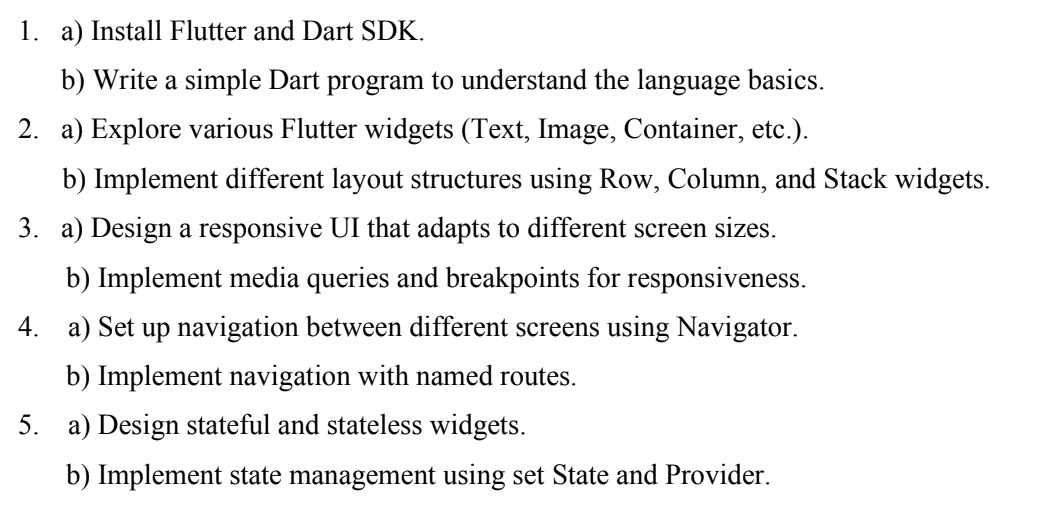 1. a) Install Flutter and Dart SDK.
b) Write a simple Dart program to understand the language basics.
2. a) Explore various Flutter widgets (Text, Image, Container, etc.).
b) Implement different layout structures using Row, Column, and Stack widgets.
3. a) Design a responsive UI that adapts to different screen sizes.
b) Implement media queries and breakpoints for responsiveness.
4. a) Set up navigation between different screens using Navigator.
b) Implement navigation with named routes.
5. a) Design stateful and stateless widgets.
b) Implement state management using set State and Provider.